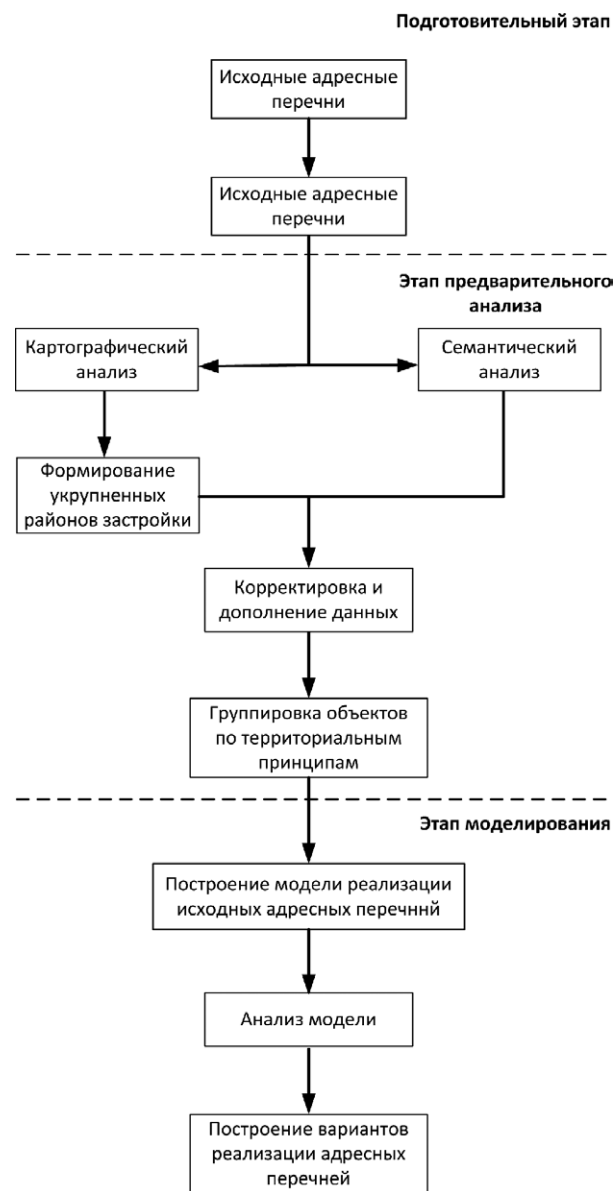 Подготовительный этап
Исходные адресные
перечни
Исходные адресные
перечни
Этап предварительного
анализа
Картографический
анализ
Семантический
анализ
Формирование
укрупненных
районов застройки
Корректировка и
дополнение данных
Группировка объектов
по территориальным
принципам
Этап моделирования
Построение модели реализации
исходных адресных перечннй
Анализ модели
Построение вариантов
реализации адресных
перечней